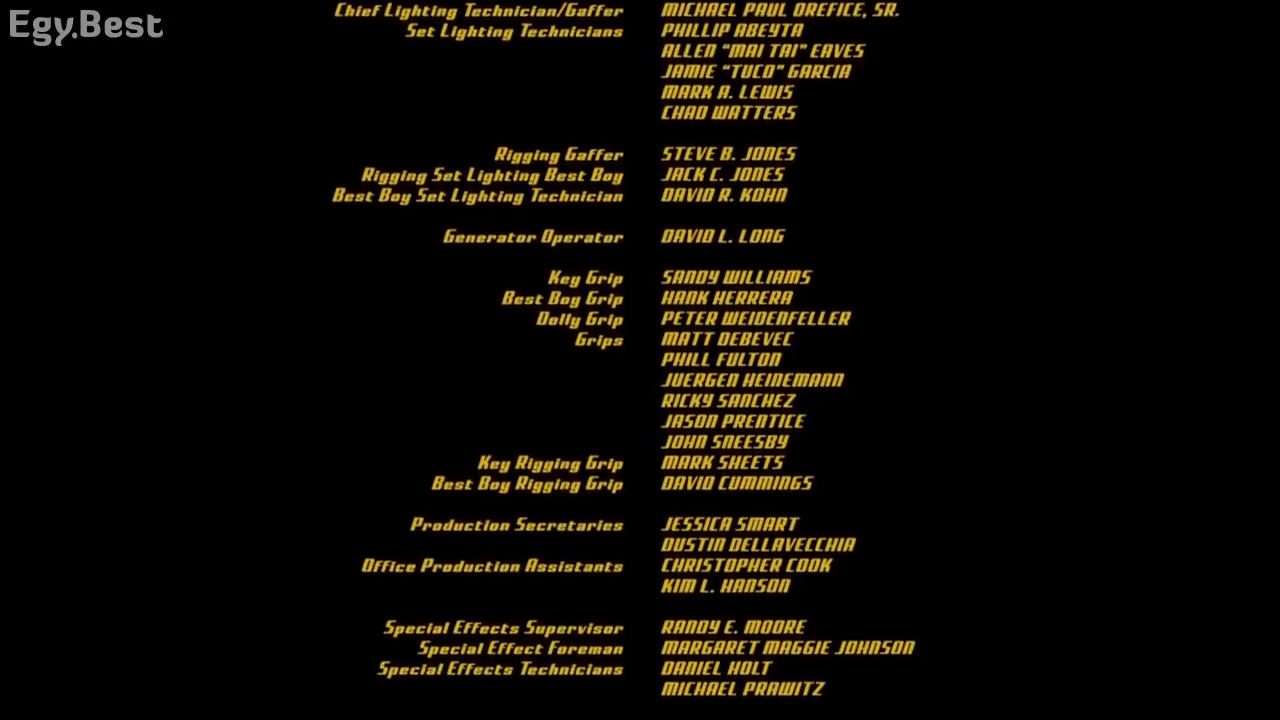 Egy.Best
Chief Lighting Technician/Gaffer MICHAEL PAUL OREFICE, SR.
Set Lighting Technicians PHILLIP ABEYTA
ALLEN "MAI TAI" EAVES
JAMIE "TUCO" GARCIA
MARK A. LEWIS
CHAD WATTERS
Rigging Gaffer STEVE B. JONES
Rigging Set Lighting Best Boy JACK C. JONES
Best Boy Set Lighting Technician DAVID R. KOHN
Generator Operator DAVID L. LONG
Key Grip SANDY WILLIAMS
Best Boy Grip HANK HERRERA
Dolly Grip PETER WEIDENFELLER
Grips MATT DEBEVEC
PHILL FULTON
JUERGEN HEINEMANN
RICKY SANCHEZ
JASON PRENTICE
JOHN SNEESBY
Key Rigging Grip MARK SHEETS
Best Boy Rigging Grip DAVID CUMMINGS
Production Secretaries JESSICA SMART
DUSTIN DELLAVECCHIA
Office Production Assistants CHRISTOPHER COOK
KIM L. HANSON
Special Effects Supervisor RANDY E. MOORE
Special Effect Foreman MARGARET MAGGIE JOHNSON
Special Effects Technicians DANIEL HOLT
MICHAEL PRAWITZ